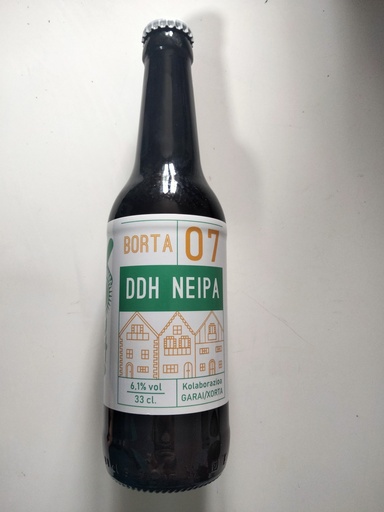 BORTA 07
DDH NEIPA
6.1% vol
33 cl.
Kolaborazioa
GARAI/XORTA